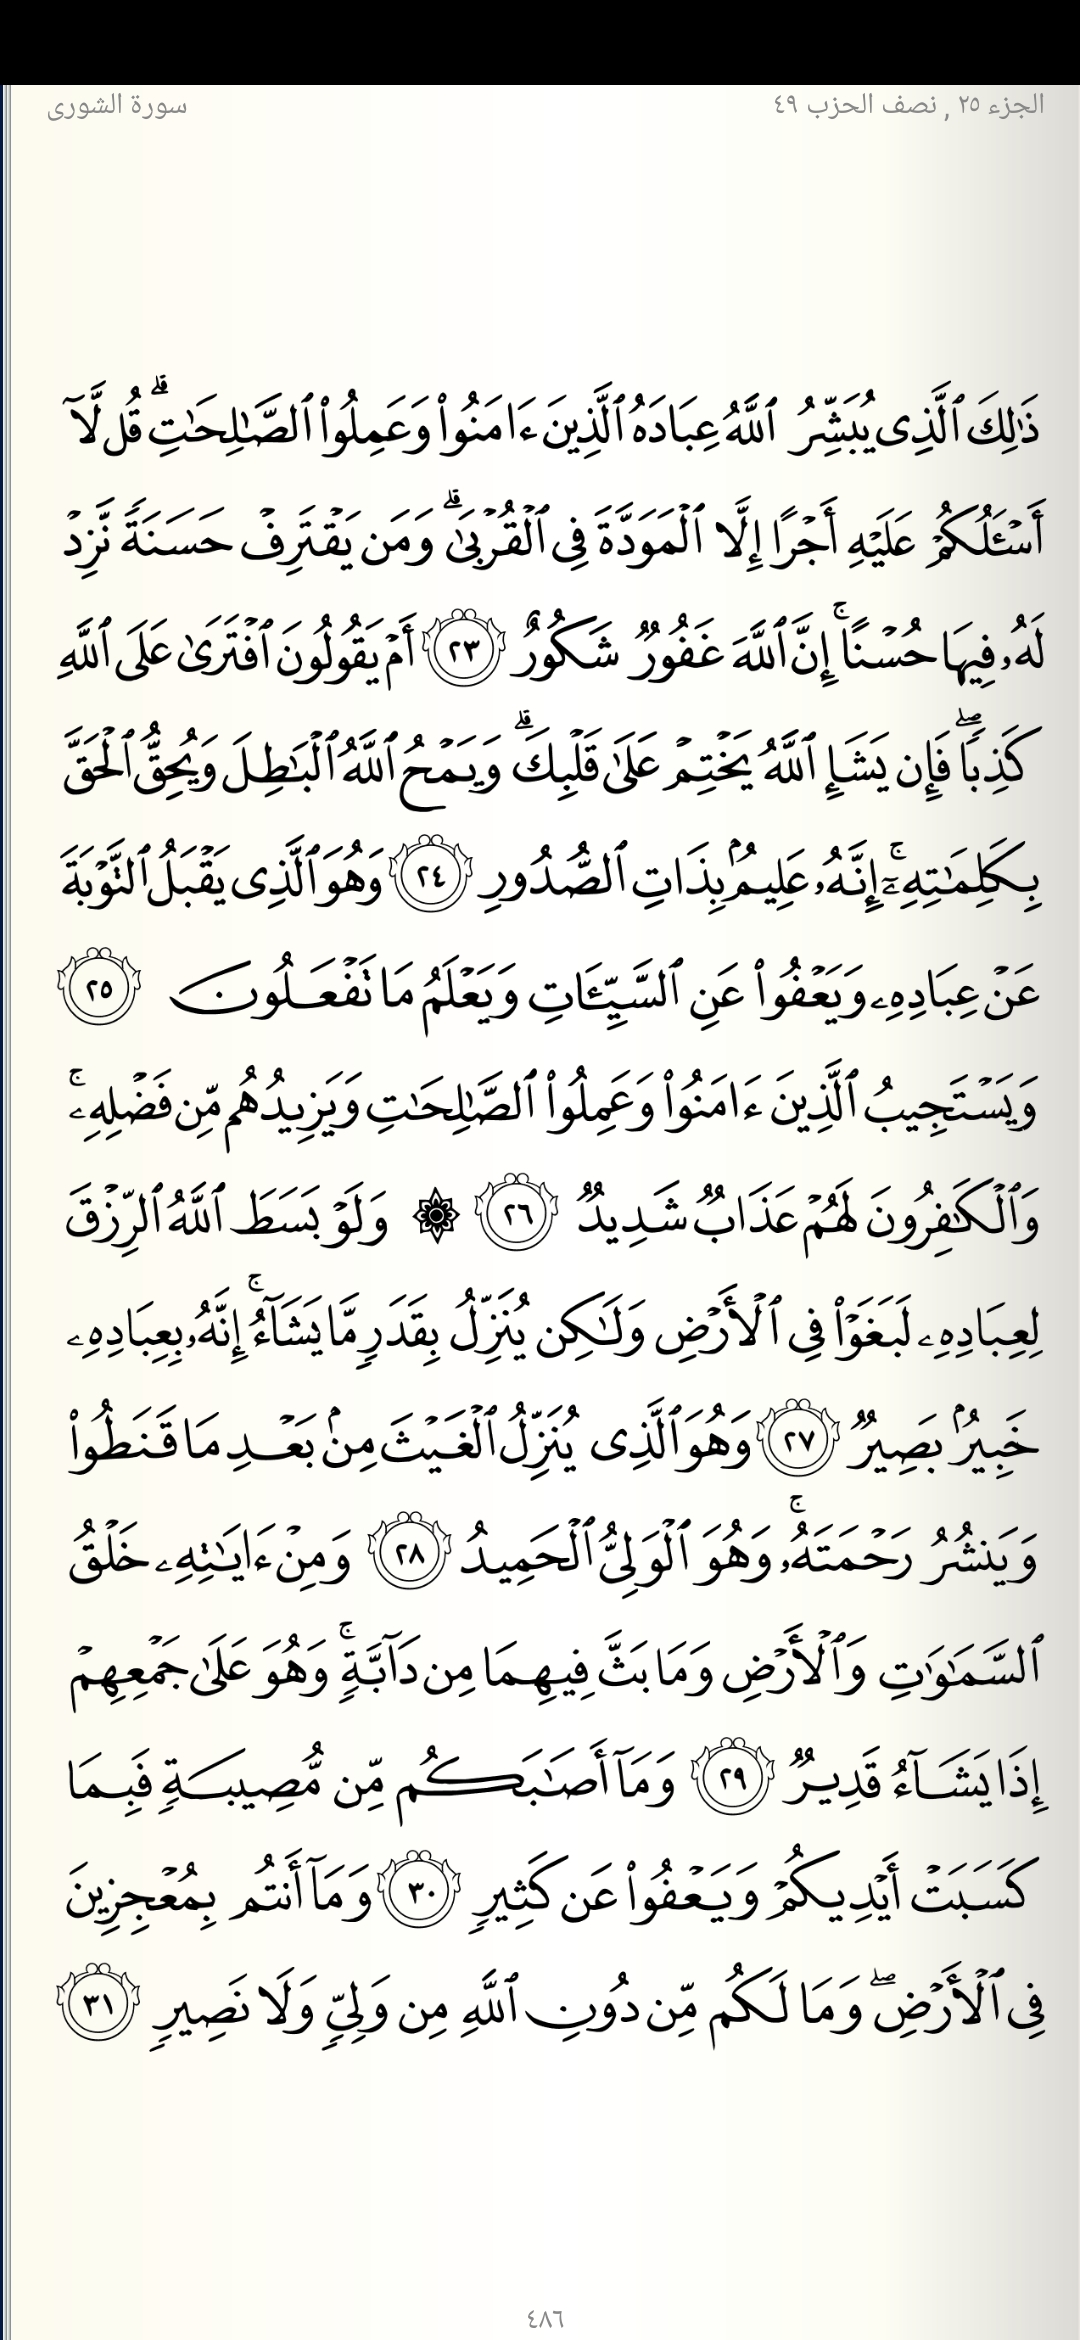 الجزء ٢٥ , نصف الحزب ٤٩
سورة الشورى
ذَٰلِكَ ٱلَّذِى يُبَشِّرُ ٱللَّهُ عِبَادَهُ ٱلَّذِينَ ءَامَنُوا۟ وَعَمِلُوا۟ ٱلصَّـٰلِحَـٰتِ ۗ قُل لَّآ
أَسْـَٔلُكُمْ عَلَيْهِ أَجْرًا إِلَّا ٱلْمَوَدَّةَ فِى ٱلْقُرْبَىٰ ۗ وَمَن يَقْتَرِفْ حَسَنَةً نَّزِدْ
لَهُۥ فِيهَا حُسْنًا ۚ إِنَّ ٱللَّهَ غَفُورٌ شَكُورٌ ٢٣ أَمْ يَقُولُونَ ٱفْتَرَىٰ عَلَى ٱللَّهِ
كَذِبًا ۖ فَإِن يَشَإِ ٱللَّهُ يَخْتِمْ عَلَىٰ قَلْبِكَ ۗ وَيَمْحُ ٱللَّهُ ٱلْبَـٰطِلَ وَيُحِقُّ ٱلْحَقَّ
بِكَلِمَـٰتِهِۦٓ ۚ إِنَّهُۥ عَلِيمٌۢ بِذَاتِ ٱلصُّدُورِ ٢٤ وَهُوَ ٱلَّذِى يَقْبَلُ ٱلتَّوْبَةَ
عَنْ عِبَادِهِۦ وَيَعْفُوا۟ عَنِ ٱلسَّيِّـَٔاتِ وَيَعْلَمُ مَا تَفْعَلُونَ ٢٥
وَيَسْتَجِيبُ ٱلَّذِينَ ءَامَنُوا۟ وَعَمِلُوا۟ ٱلصَّـٰلِحَـٰتِ وَيَزِيدُهُم مِّن فَضْلِهِۦ ۚ
وَٱلْكَـٰفِرُونَ لَهُمْ عَذَابٌ شَدِيدٌ ٢٦ ۞ وَلَوْ بَسَطَ ٱللَّهُ ٱلرِّزْقَ
لِعِبَادِهِۦ لَبَغَوْا۟ فِى ٱلْأَرْضِ وَلَـٰكِن يُنَزِّلُ بِقَدَرٍ مَّا يَشَآءُ ۚ إِنَّهُۥ بِعِبَادِهِۦ
خَبِيرٌۢ بَصِيرٌ ٢٧ وَهُوَ ٱلَّذِى يُنَزِّلُ ٱلْغَيْثَ مِنۢ بَعْدِ مَا قَنَطُوا۟
وَيَنشُرُ رَحْمَتَهُۥ ۚ وَهُوَ ٱلْوَلِىُّ ٱلْحَمِيدُ ٢٨ وَمِنْ ءَايَـٰتِهِۦ خَلْقُ
ٱلسَّمَـٰوَٰتِ وَٱلْأَرْضِ وَمَا بَثَّ فِيهِمَا مِن دَآبَّةٍ ۚ وَهُوَ عَلَىٰ جَمْعِهِمْ
إِذَا يَشَآءُ قَدِيرٌ ٢٩ وَمَآ أَصَـٰبَكُم مِّن مُّصِيبَةٍ فَبِمَا
كَسَبَتْ أَيْدِيكُمْ وَيَعْفُوا۟ عَن كَثِيرٍ ٣٠ وَمَآ أَنتُم بِمُعْجِزِينَ
فِى ٱلْأَرْضِ ۖ وَمَا لَكُم مِّن دُونِ ٱللَّهِ مِن وَلِىٍّ وَلَا نَصِيرٍ ٣١
٤٨٦